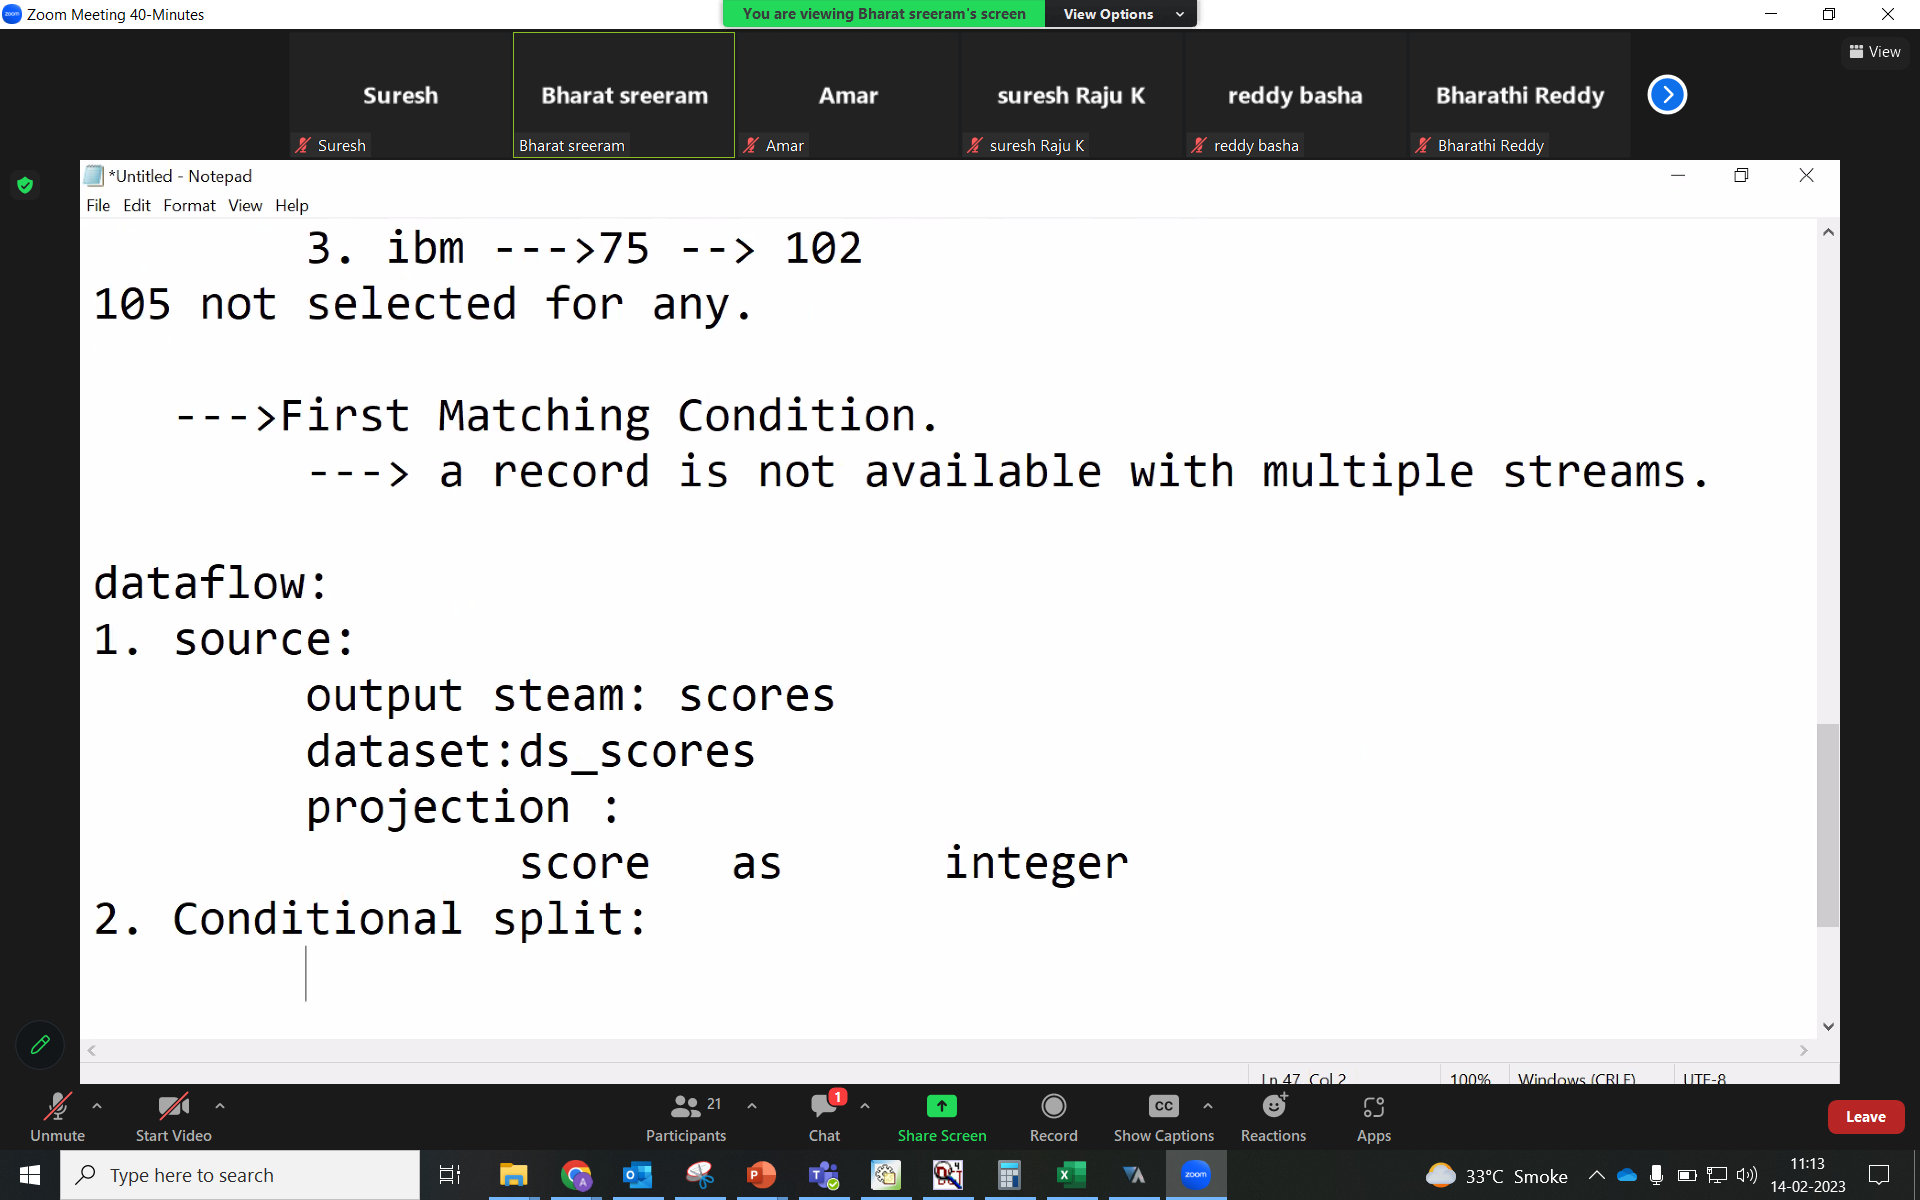 Zoom Meeting 40-Minutes
You are viewing Bharat sreeram's screen
View Options
View
Suresh
Bharat sreeram
Amar
suresh Raju K
reddy basha
Bharathi Reddy
Suresh
Bharat sreeram
Amar
suresh Raju K
reddy basha
Bharathi Reddy
*Untitled - Notepad
File Edit Format View Help
3. ibm --->75 --> 102
105 not selected for any.
--->First Matching Condition.
---> a record is not available with multiple streams.
dataflow:
1. source:
output steam: scores
dataset:ds_scores
projection :
score as integer
2. Conditional split:
Ln 47, Col 2
100%
Windows (CRLF)
UTF-8
Unmute
Start Video
21
Participants
1
Chat
Share Screen
Record
CC
Show Captions
Reactions
Apps
Leave
Type here to search
zoom
33°C Smoke
11:13
14-02-2023